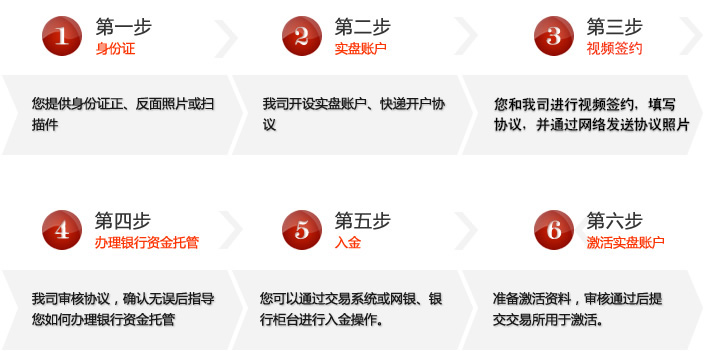 1 第一步
身份证
2 第二步
实盘账户
3 第三步
视频签约
您提供身份证正、反面照片或扫
描件
我司开设实盘账户、快递开户协
议
您和我司进行视频签约，填写
协议，并通过网络发送协议照片
4 第四步
办理银行资金托管
5 第五步
入金
6 第六步
激活实盘账户
我司审核协议，确认无误后指导
您如何办理银行资金托管
您可以通过交易系统或网银、银
行柜台进行入金操作。
准备激活资料，审核通过后提
交交易所用于激活。